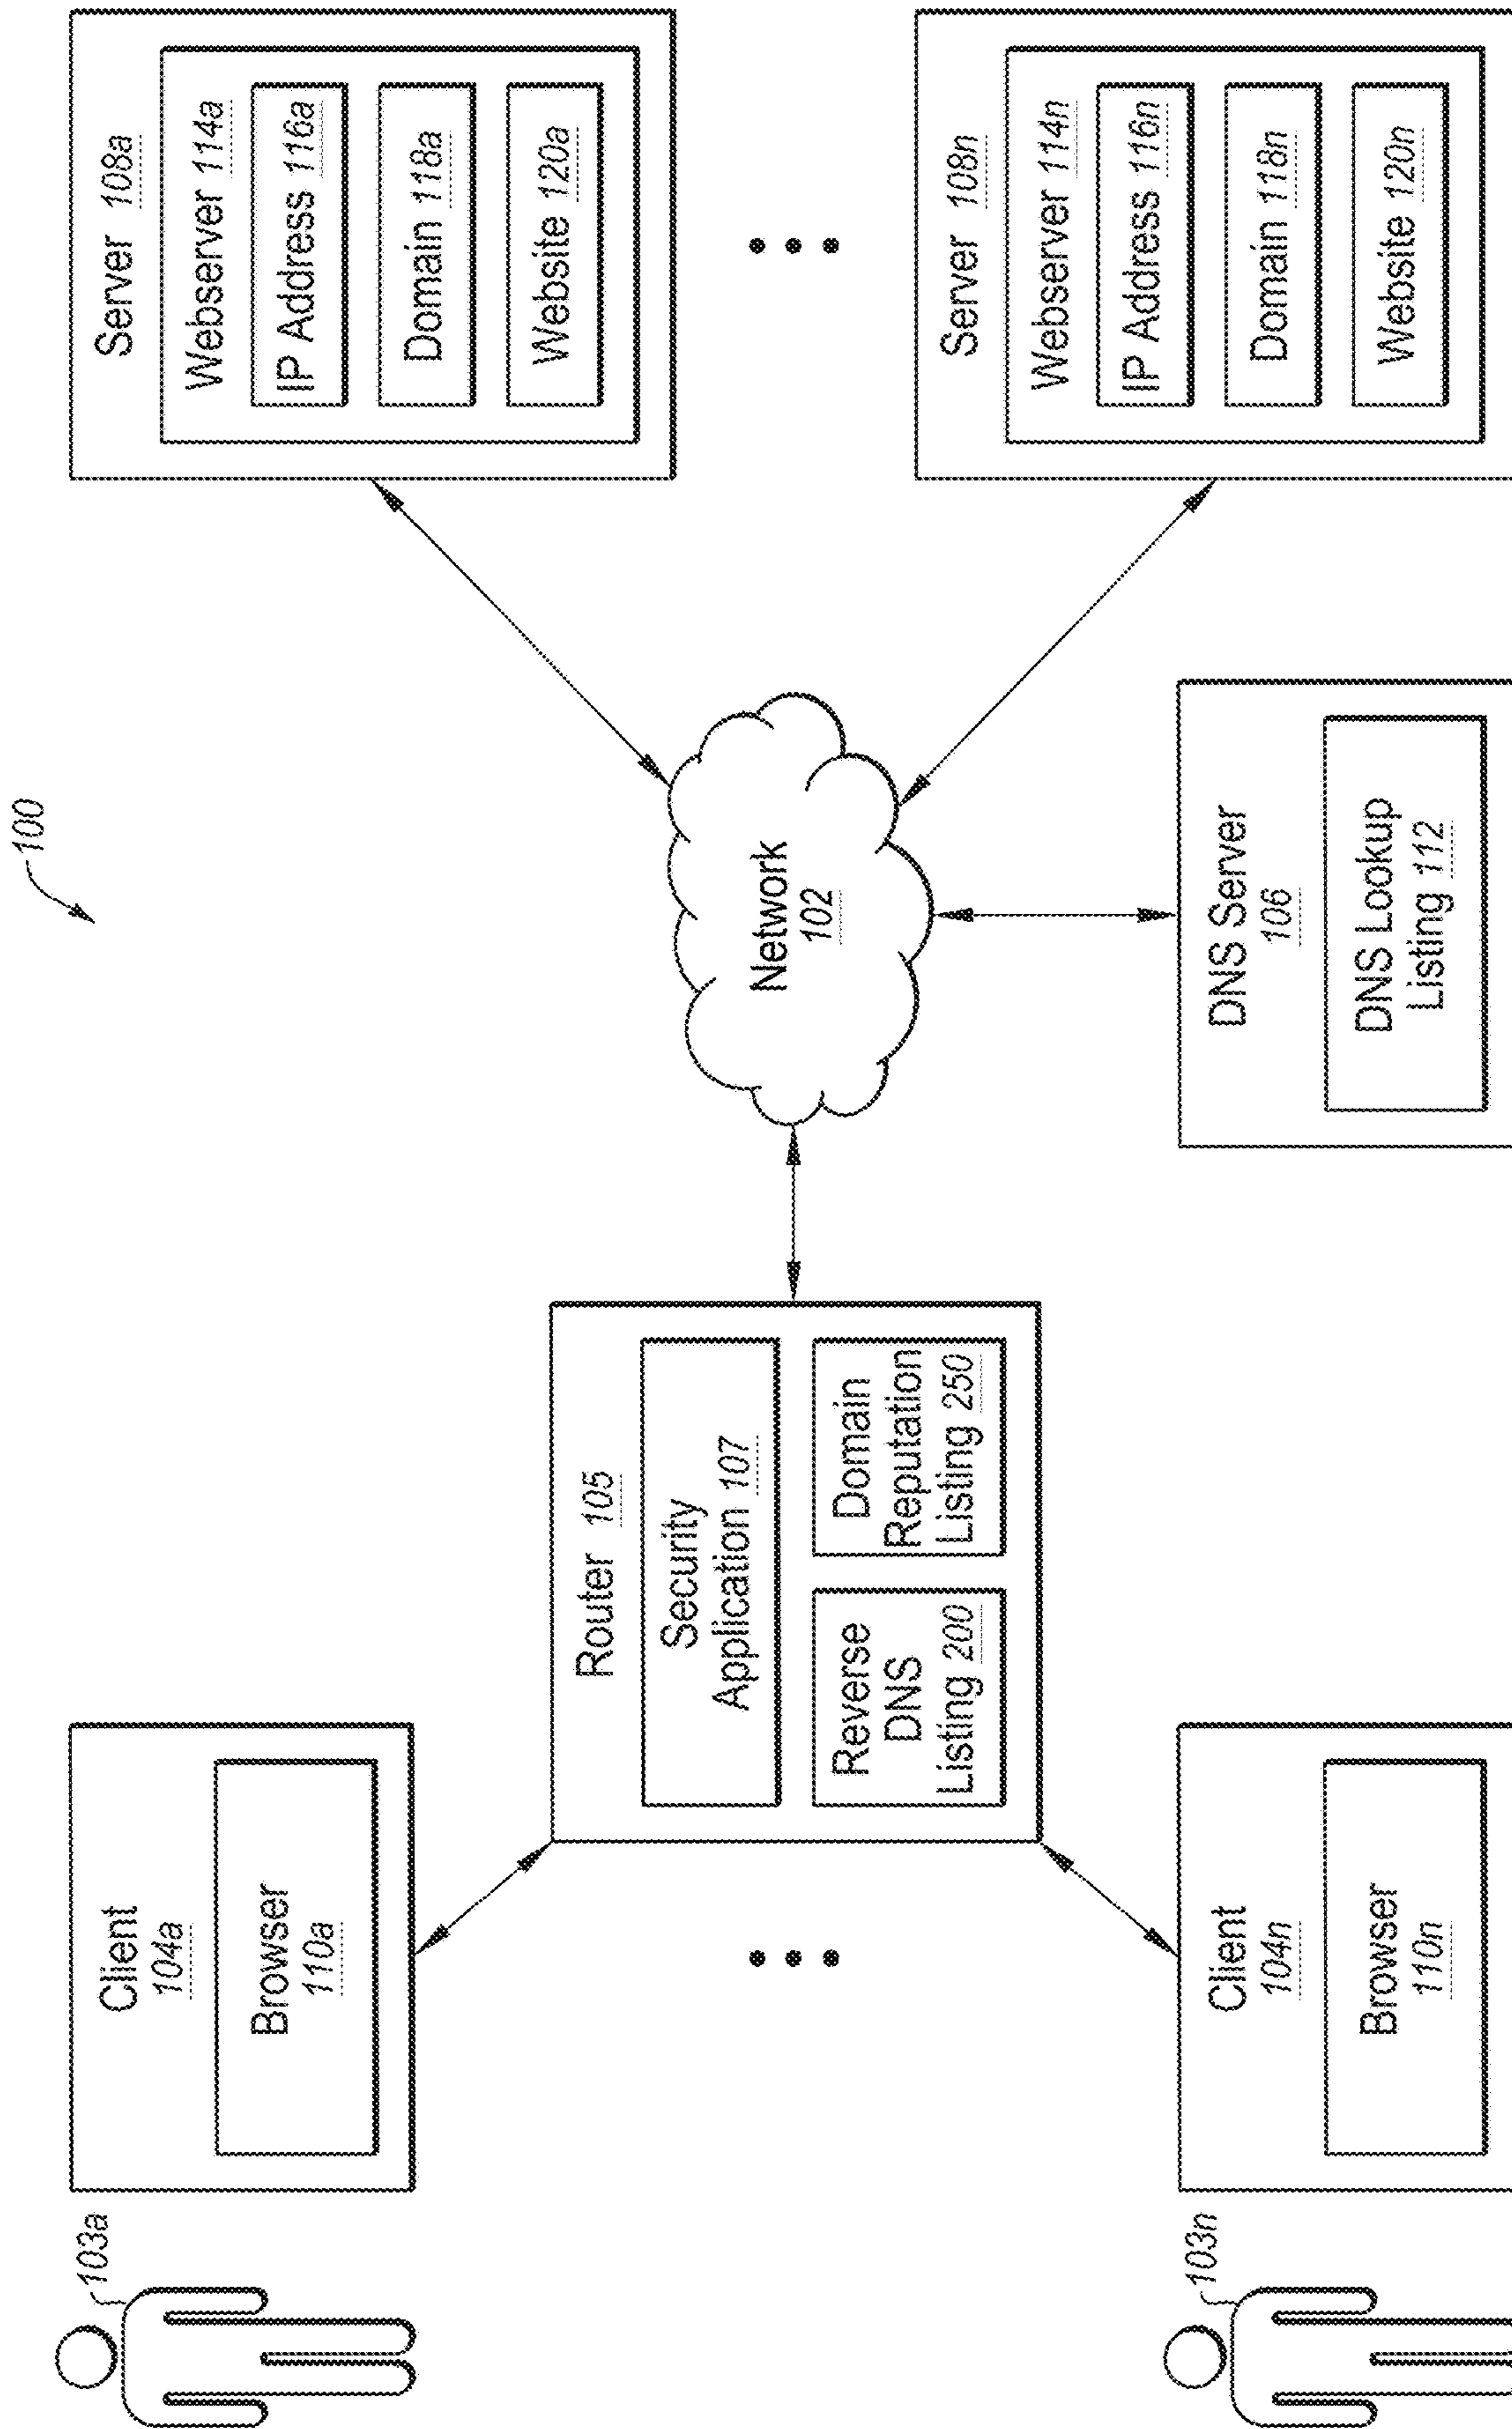 100
103a
Client
104a
Browser
110a
103n
Client
104n
Browser
110n
Router 105
Security
Application 107
Reverse
DNS
Listing 200
Domain
Reputation
Listing 250
Network
102
DNS Server
106
DNS Lookup
Listing 112
Server 108a
Webserver 114a
IP Address 116a
Domain 118a
Website 120a
Server 108n
Webserver 114n
IP Address 116n
Domain 118n
Website 120n